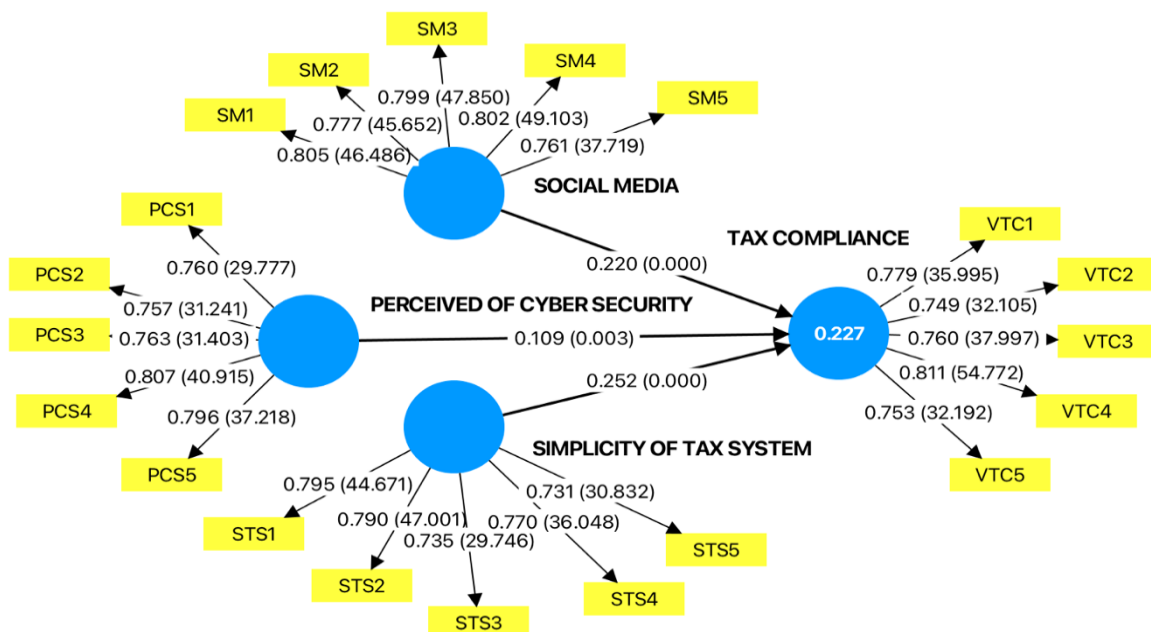 SM3
SM4
SM2
SM5
SM1
0.799 (47.850)
0.802 (49.103)
0.777 (45.652)
0.761 (37.719)
0.805 (46.486)
SOCIAL MEDIA
PCS1
PCS2
PCS3
PCS4
PCS5
0.760 (29.777)
0.757 (31.241)
0.763 (31.403)
0.807 (40.915)
0.796 (37.218)
PERCEIVED OF CYBER SECURITY
0.220 (0.000)
0.109 (0.003)
0.252 (0.000)
TAX COMPLIANCE
0.227
VTC1
VTC2
VTC3
VTC4
VTC5
0.779 (35.995)
0.749 (32.105)
0.760 (37.997)
0.811 (54.772)
0.753 (32.192)
SIMPLICITY OF TAX SYSTEM
0.795 (44.671)
0.790 (47.001)
0.735 (29.746)
0.770 (36.048)
0.731 (30.832)
STS1
STS2
STS3
STS4
STS5